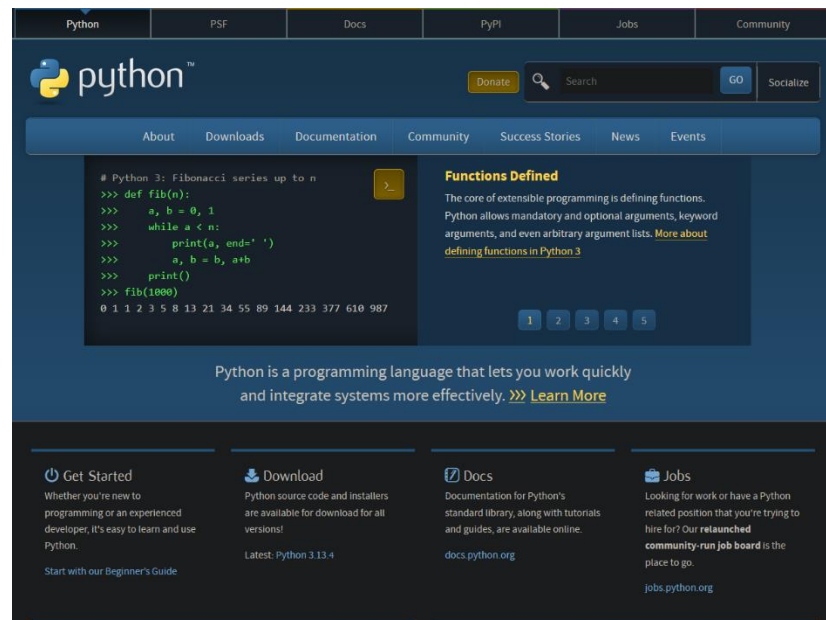 Python PSF Docs PyPI Jobs Community
python™
Donate Search GO Socialize
About Downloads Documentation Community Success Stories News Events
# Python 3: Fibonacci series up to n
>>> def fib(n):
>>>     a, b = 0, 1
>>>     while a < n:
>>>         print(a, end=' ')
>>>         a, b = b, a+b
>>>     print()
>>> fib(1000)
0 1 1 2 3 5 8 13 21 34 55 89 144 233 377 610 987
>_
Functions Defined
The core of extensible programming is defining functions.
Python allows mandatory and optional arguments, keyword
arguments, and even arbitrary argument lists. More about
defining functions in Python 3
1 2 3 4 5
Python is a programming language that lets you work quickly
and integrate systems more effectively. >>> Learn More
Get Started
Whether you're new to
programming or an experienced
developer, it's easy to learn and use
Python.
Start with our Beginner's Guide
Download
Python source code and installers
are available for download for all
versions!
Latest: Python 3.13.4
Docs
Documentation for Python's
standard library, along with tutorials
and guides, are available online.
docs.python.org
Jobs
Looking for work or have a Python
related position that you're trying to
hire for? Our relaunched
community-run job board is the
place to go.
jobs.python.org